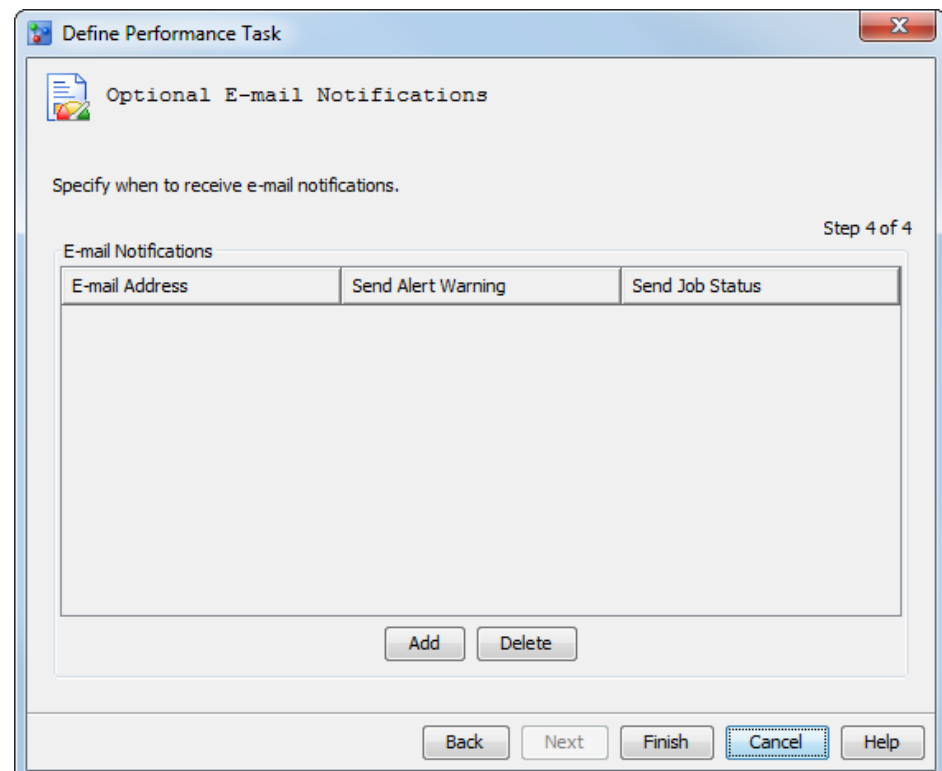 Define Performance Task
Optional E-mail Notifications
Specify when to receive e-mail notifications.
Step 4 of 4
E-mail Notifications
E-mail Address Send Alert Warning Send Job Status
Add Delete
Back Next Finish Cancel Help